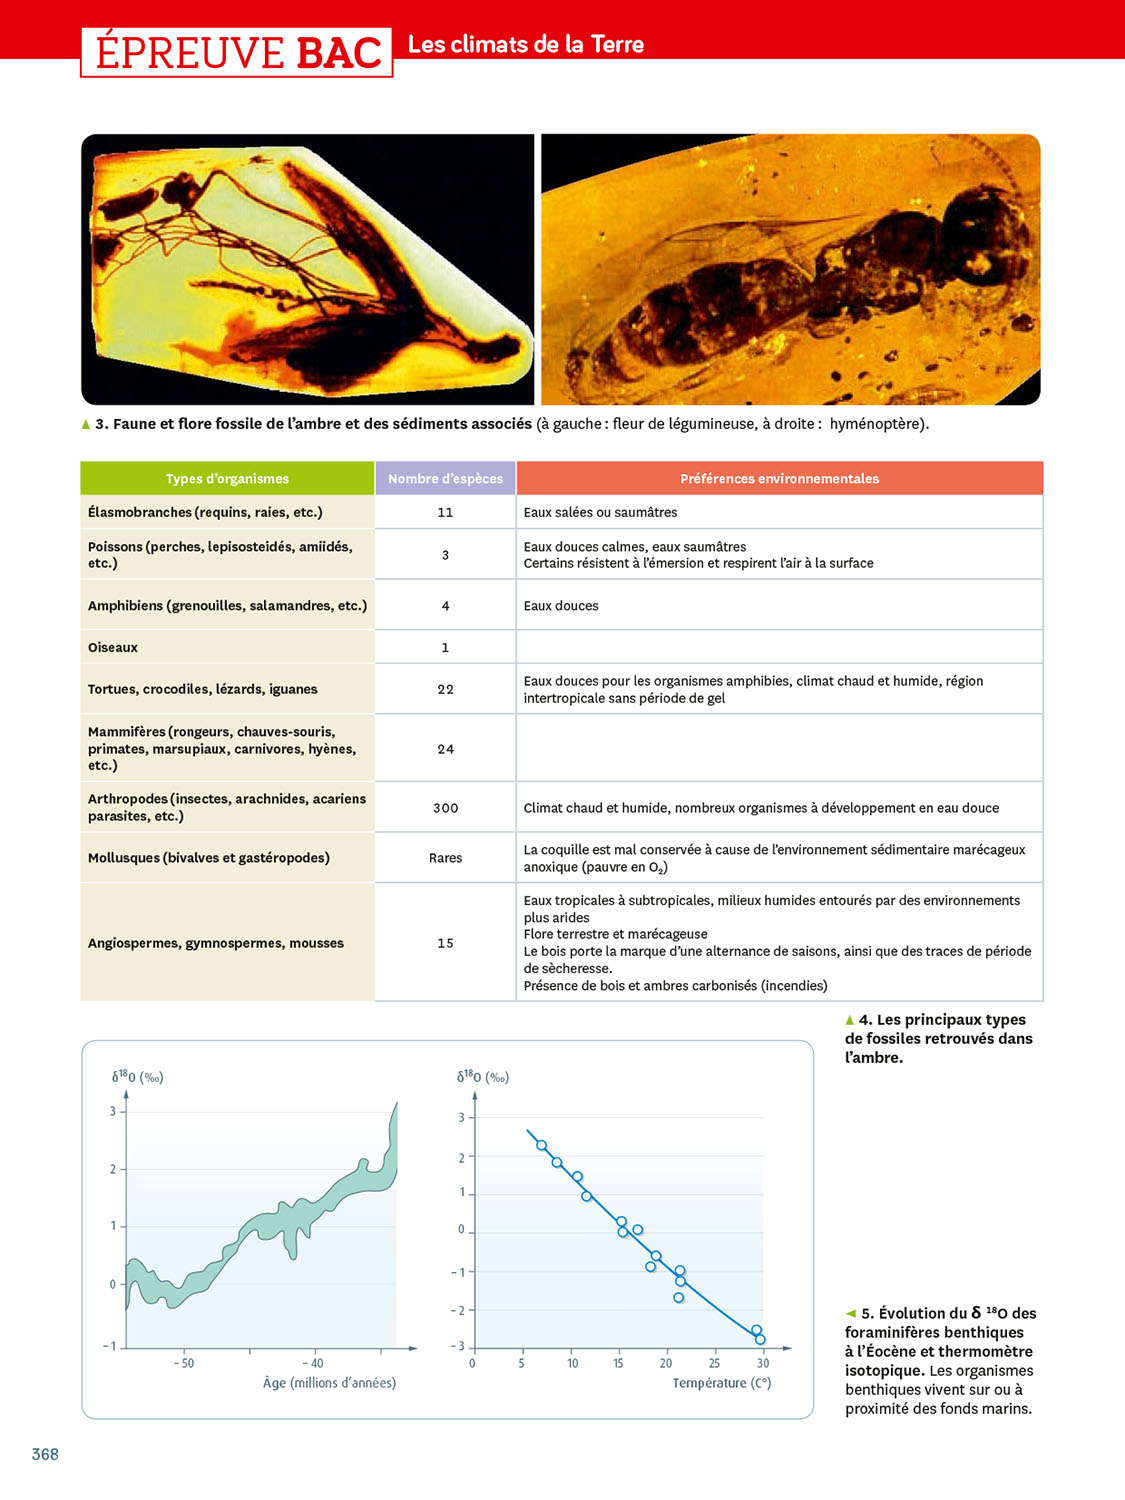 ÉPREUVE BAC
Les climats de la Terre
3. Faune et flore fossile de l'ambre et des sédiments associés (à gauche : fleur de légumineuse, à droite : hyménoptère).
Types d'organismes
Nombre d'espèces
Préférences environnementales
Élasmobranches (requins, raies, etc.)
11
Eaux salées ou saumâtres
Poissons (perches, lepisosteidés, amiidés,
etc.)
3
Eaux douces calmes, eaux saumâtres
Certains résistent à l'émersion et respirent l'air à la surface
Amphibiens (grenouilles, salamandres, etc.)
4
Eaux douces
Oiseaux
1
Tortues, crocodiles, lézards, iguanes
22
Eaux douces pour les organismes amphibies, climat chaud et humide, région
intertropicale sans période de gel
Mammifères (rongeurs, chauves-souris,
primates, marsupiaux, carnivores, hyènes,
etc.)
24
Arthropodes (insectes, arachnides, acariens
parasites, etc.)
300
Climat chaud et humide, nombreux organismes à développement en eau douce
Mollusques (bivalves et gastéropodes)
Rares
La coquille est mal conservée à cause de l'environnement sédimentaire marécageux
anoxique (pauvre en O₂)
Angiospermes, gymnospermes, mousses
15
Eaux tropicales à subtropicales, milieux humides entourés par des environnements
plus arides
Flore terrestre et marécageuse
Le bois porte la marque d'une alternance de saisons, ainsi que des traces de période
de sècheresse.
Présence de bois et ambres carbonisés (incendies)
4. Les principaux types
de fossiles retrouvés dans
l'ambre.
δ¹⁸O (‰)
3
2
1
0
-1
-50
-40
Âge (millions d'années)
δ¹⁸O (‰)
3
2
1
0
-1
-2
-3
0
5
10
15
20
25
30
Température (C°)
5. Évolution du δ ¹⁸O des
foraminifères benthiques
à l'Éocène et thermomètre
isotopique. Les organismes
benthiques vivent sur ou à
proximité des fonds marins.
368